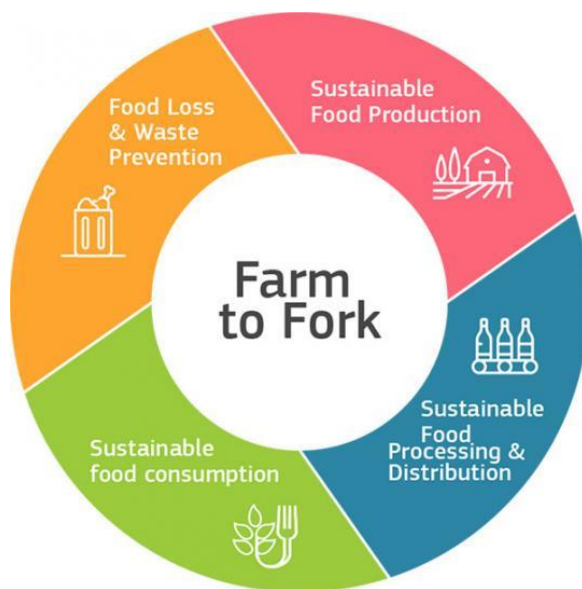 Sustainable
Food Production
Food Loss
& Waste
Prevention
Farm
to Fork
Sustainable
Food
Processing &
Distribution
Sustainable
food consumption